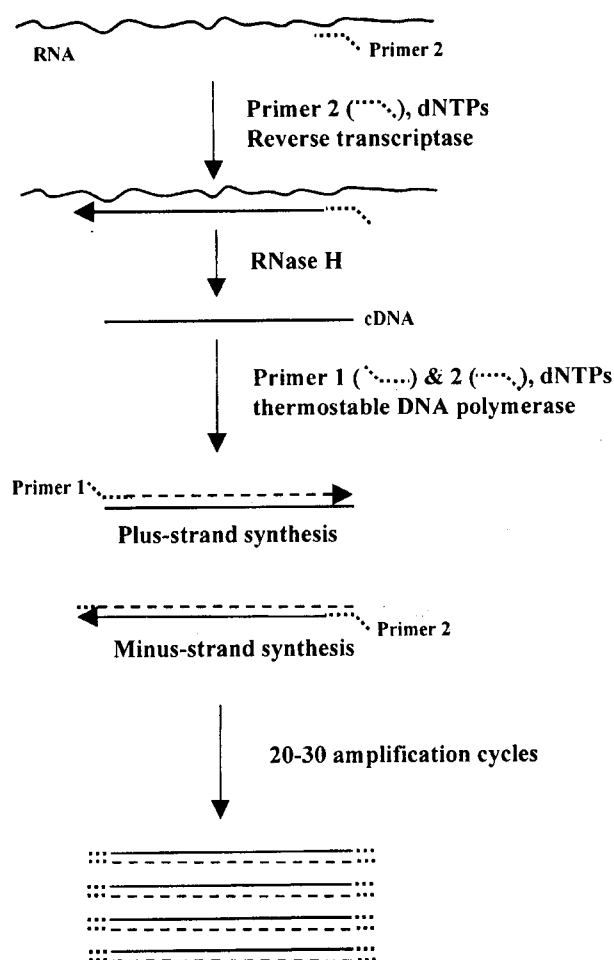 RNA
Primer 2
Primer 2 ( ), dNTPs
Reverse transcriptase
RNase H
cDNA
Primer 1 ( ) & 2 ( ), dNTPs
thermostable DNA polymerase
Primer 1
Plus-strand synthesis
Primer 2
Minus-strand synthesis
20-30 amplification cycles